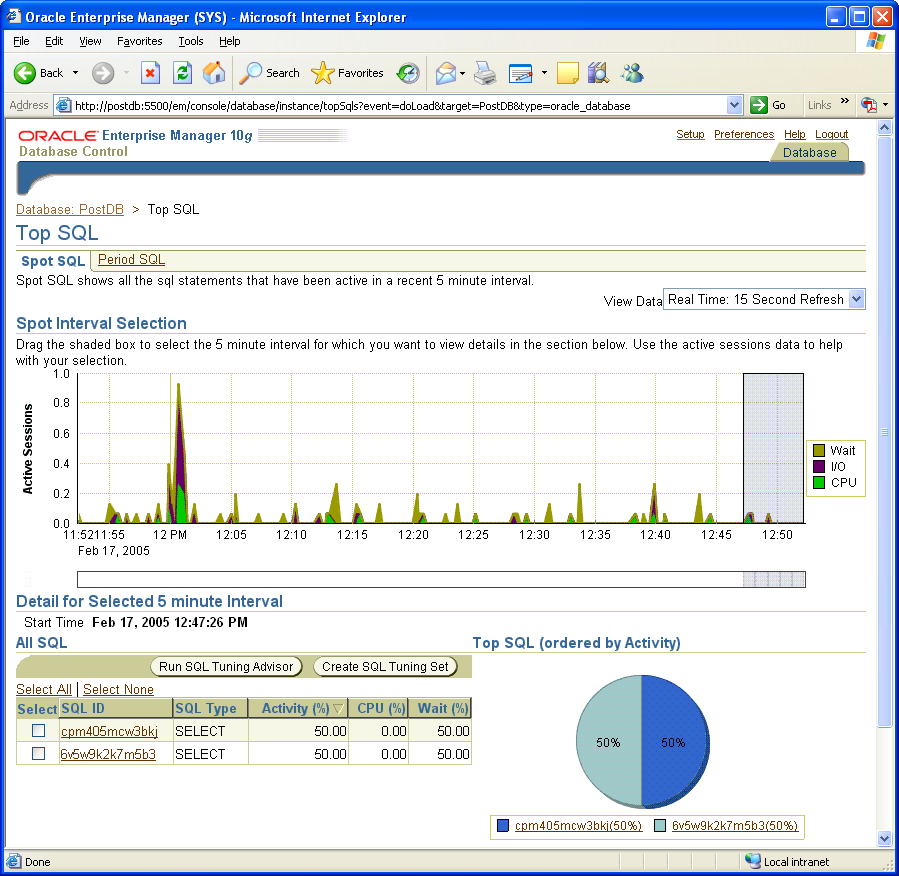 Oracle Enterprise Manager (SYS) - Microsoft Internet Explorer
File Edit View Favorites Tools Help
Back Search Favorites
Address http://postdb:5500/em/console/database/instance/topSqls?event=doLoad&target=PostDB&type=oracle_database Go Links »
ORACLE Enterprise Manager 10g
Setup Preferences Help Logout
Database Control
Database
Database: PostDB > Top SQL
Top SQL
Spot SQL Period SQL
Spot SQL shows all the sql statements that have been active in a recent 5 minute interval.
View Data Real Time: 15 Second Refresh
Spot Interval Selection
Drag the shaded box to select the 5 minute interval for which you want to view details in the section below. Use the active sessions data to help
with your selection.
Active Sessions
1.0
0.8
0.6
0.4
0.2
0.0
Wait
I/O
CPU
11:52 11:55 12 PM 12:05 12:10 12:15 12:20 12:25 12:30 12:35 12:40 12:45 12:50
Feb 17, 2005
Detail for Selected 5 minute Interval
Start Time Feb 17, 2005 12:47:26 PM
All SQL
Run SQL Tuning Advisor Create SQL Tuning Set
Select All | Select None
Select SQL ID SQL Type Activity (%) CPU (%) Wait (%)
cpm405mcw3bkj SELECT 50.00 0.00 50.00
6v5w9k2k7m5b3 SELECT 50.00 0.00 50.00
Top SQL (ordered by Activity)
50% 50%
cpm405mcw3bkj(50%) 6v5w9k2k7m5b3(50%)
Done Local intranet